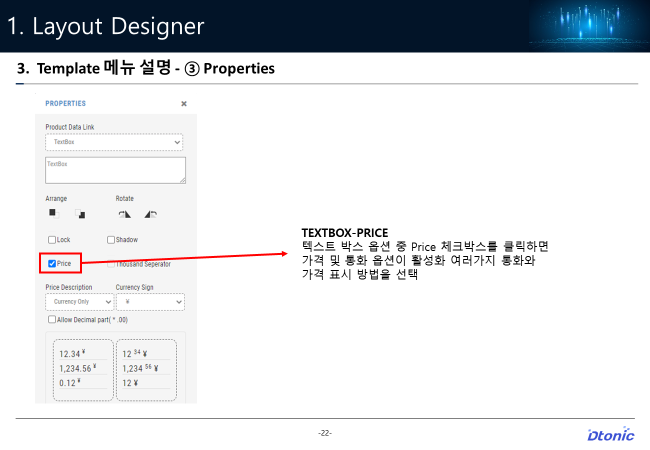 1. Layout Designer
3. Template 메뉴 설명 - ③ Properties
PROPERTIES ×
Product Data Link
TextBox
TextBox
Arrange Rotate
Lock Shadow
Price Thousand Seperator
Price Description Currency Sign
Currency Only ¥
Allow Decimal part( * .00)
12.34 ¥ 12 34 ¥
1,234.56 ¥ 1,234 56 ¥
0.12 ¥ 12 ¥
TEXTBOX-PRICE
텍스트 박스 옵션 중 Price 체크박스를 클릭하면
가격 및 통화 옵션이 활성화 여러가지 통화와
가격 표시 방법을 선택
-22-
Dtonic